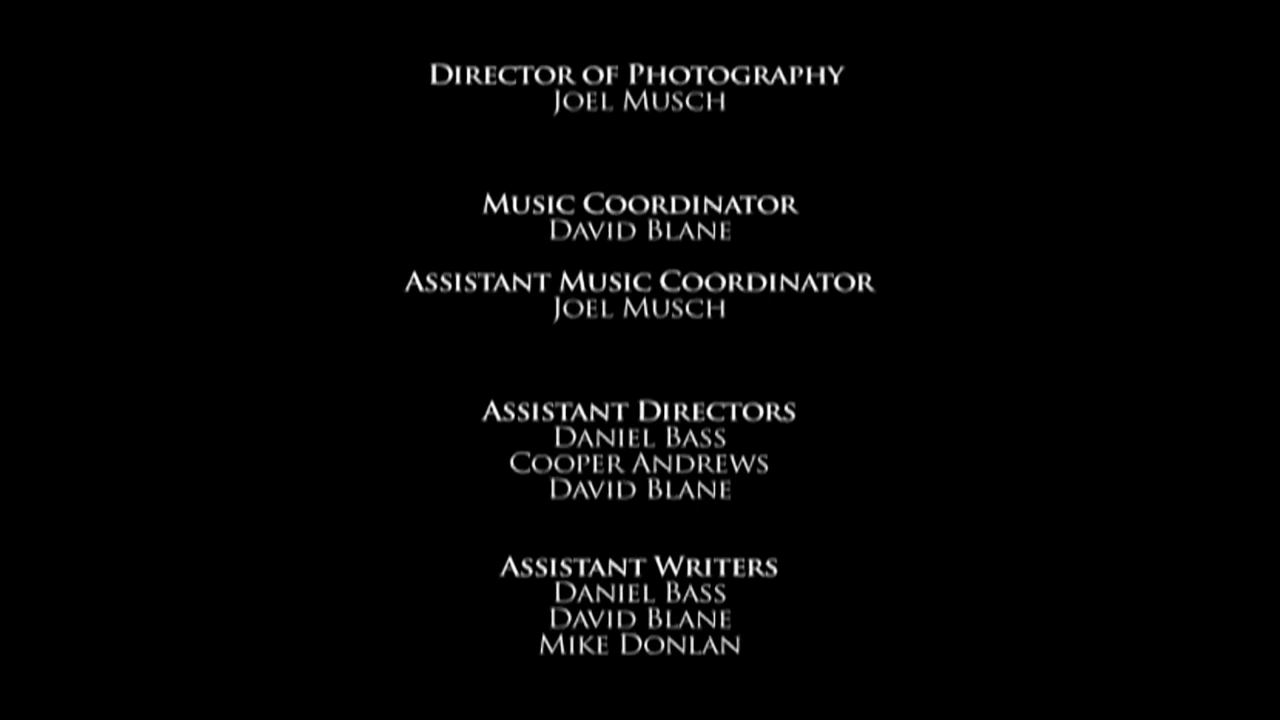 Director of Photography
Joel Musch
Music Coordinator
David Blane
Assistant Music Coordinator
Joel Musch
Assistant Directors
Daniel Bass
Cooper Andrews
David Blane
Assistant Writers
Daniel Bass
David Blane
Mike Donlan